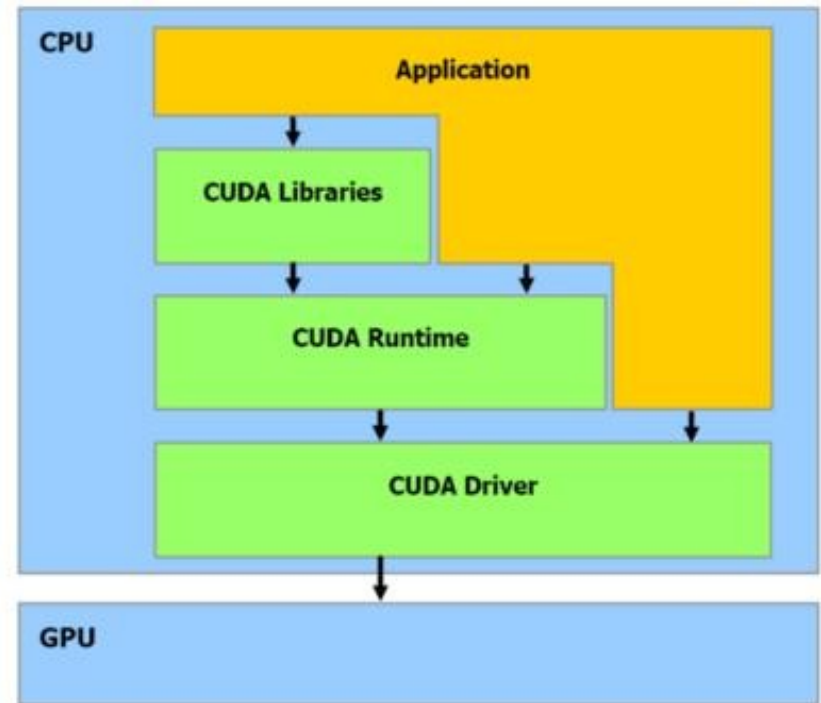 CPU
Application
CUDA Libraries
CUDA Runtime
CUDA Driver
GPU